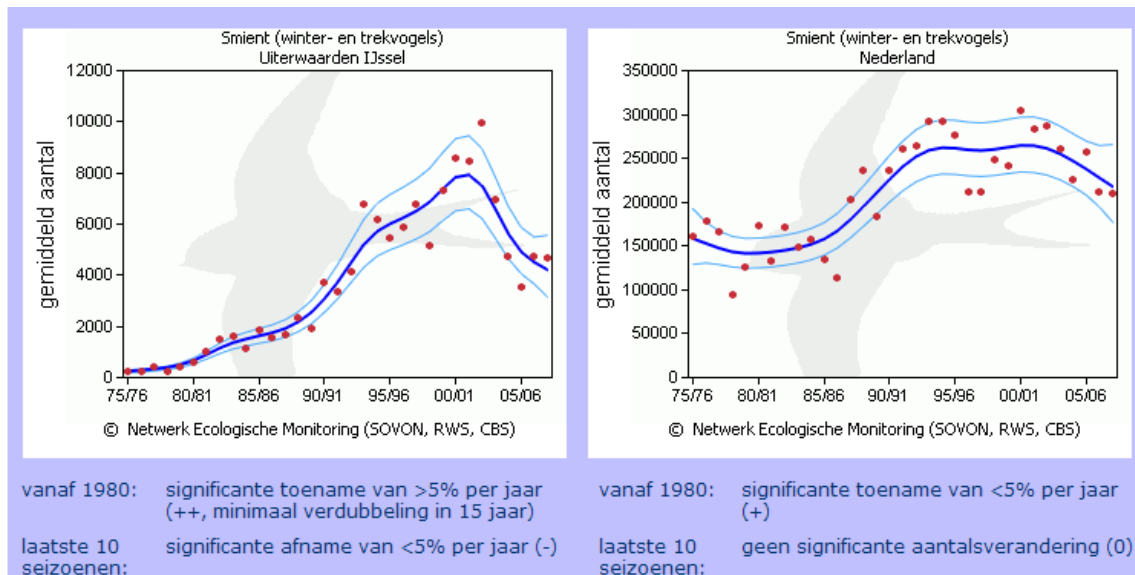 Smient (winter- en trekvogels)
Uiterwaarden IJssel
12000
10000
8000
6000
4000
2000
0
gemiddeld aantal
75/76 80/81 85/86 90/91 95/96 00/01 05/06
© Netwerk Ecologische Monitoring (SOVON, RWS, CBS)
vanaf 1980: significante toename van >5% per jaar
(++, minimaal verdubbeling in 15 jaar)
laatste 10 significante afname van <5% per jaar (-)
seizoenen:
Smient (winter- en trekvogels)
Nederland
350000
300000
250000
200000
150000
100000
50000
0
gemiddeld aantal
75/76 80/81 85/86 90/91 95/96 00/01 05/06
© Netwerk Ecologische Monitoring (SOVON, RWS, CBS)
vanaf 1980: significante toename van <5% per jaar
(+)
laatste 10 geen significante aantalsverandering (0)
seizoenen: